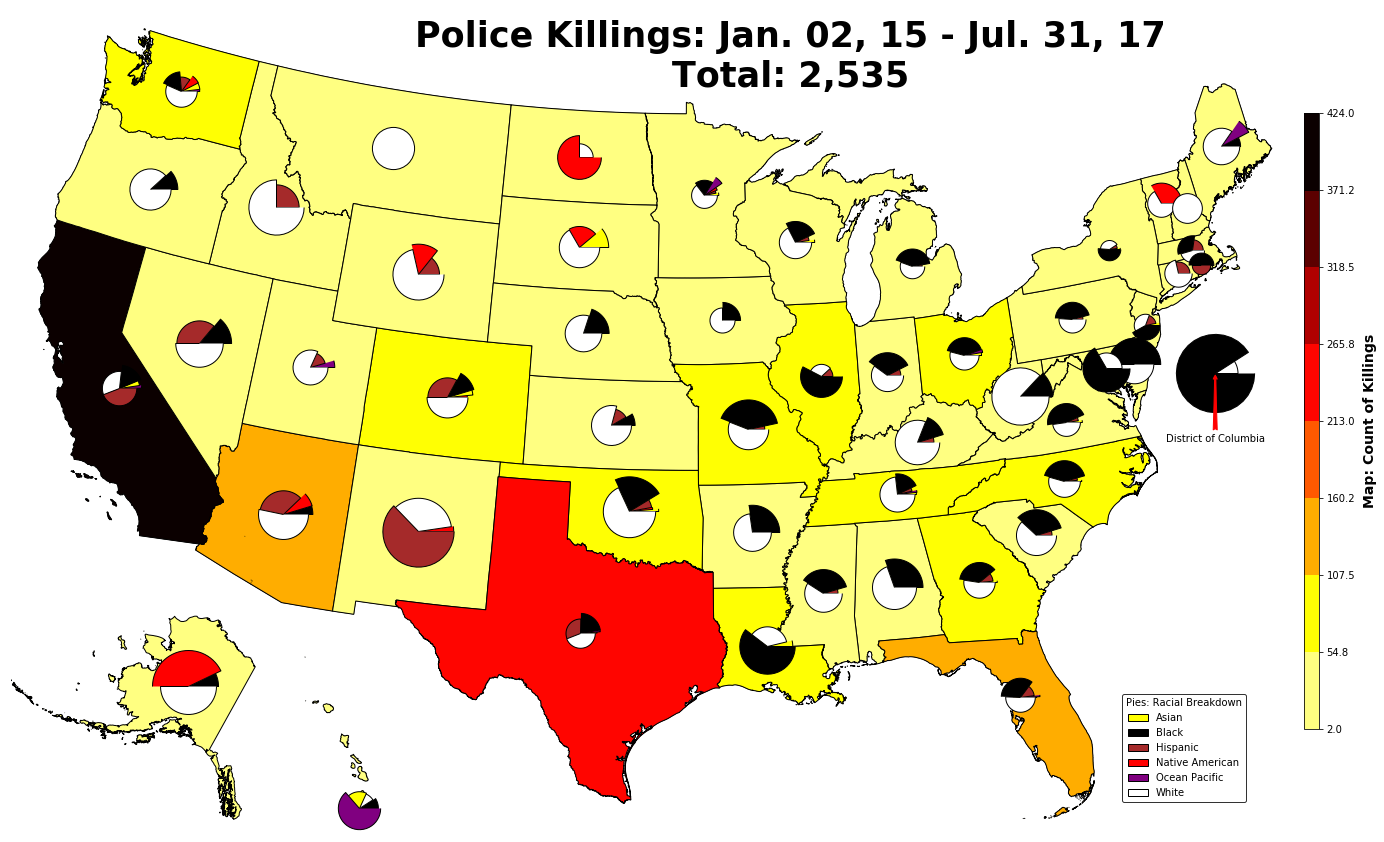 Police Killings: Jan. 02, 15 - Jul. 31, 17
Total: 2,535
424.0
371.2
318.5
265.8
213.0
160.2
107.5
54.8
2.0
Map: Count of Killings
District of Columbia
Pies: Racial Breakdown
Asian
Black
Hispanic
Native American
Ocean Pacific
White